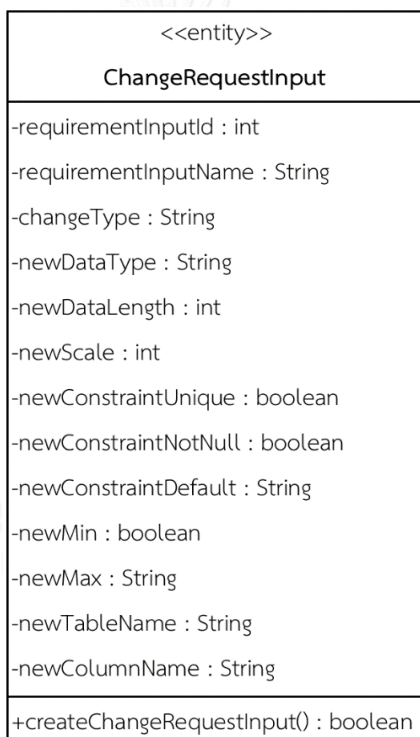 <<entity>>
ChangeRequestInput
-requirementInputId : int
-requirementInputName : String
-changeType : String
-newDataType : String
-newDataLength : int
-newScale : int
-newConstraintUnique : boolean
-newConstraintNotNull : boolean
-newConstraintDefault : String
-newMin : boolean
-newMax : String
-newTableName : String
-newColumnName : String
+createChangeRequestInput() : boolean